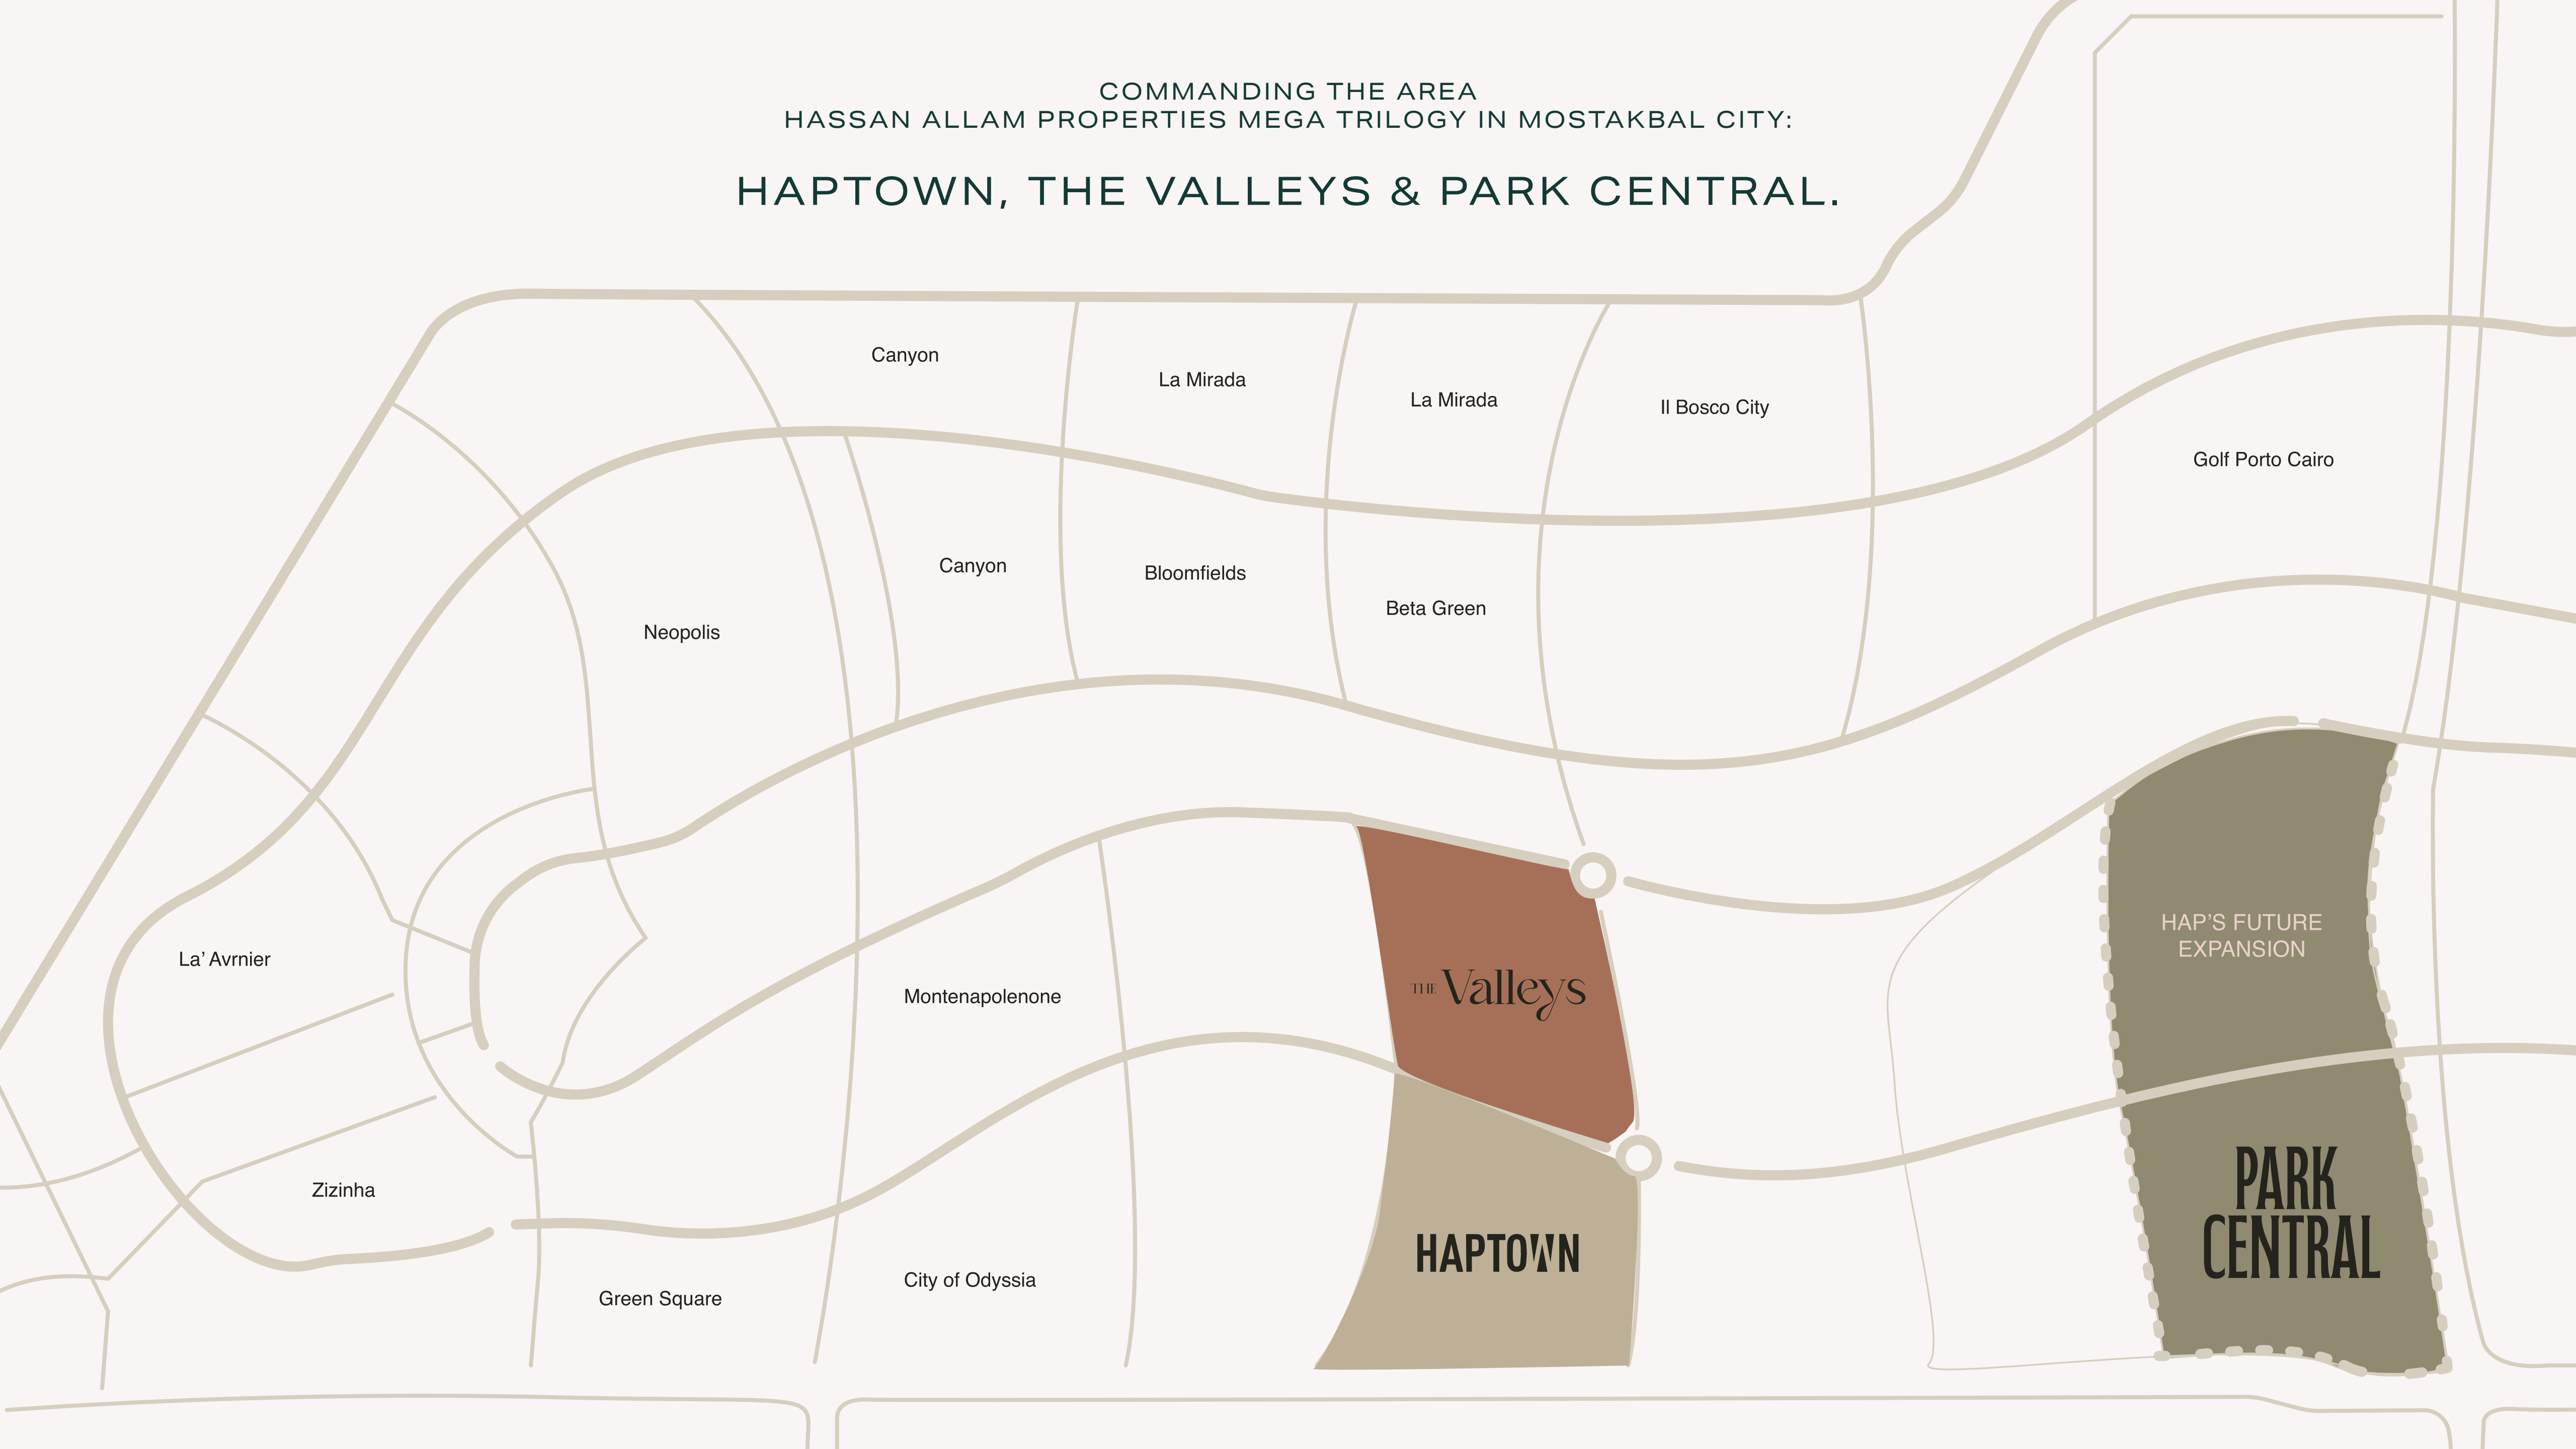 COMMANDING THE AREA
HASSAN ALLAM PROPERTIES MEGA TRILOGY IN MOSTAKBAL CITY:
HAPTOWN, THE VALLEYS & PARK CENTRAL.
Canyon
La Mirada
La Mirada
Il Bosco City
Golf Porto Cairo
Canyon
Bloomfields
Beta Green
Neopolis
HAP'S FUTURE
EXPANSION
La' Avrnier
Montenapolenone
THE Valleys
Zizinha
PARK
CENTRAL
HAPTOWN
City of Odyssia
Green Square